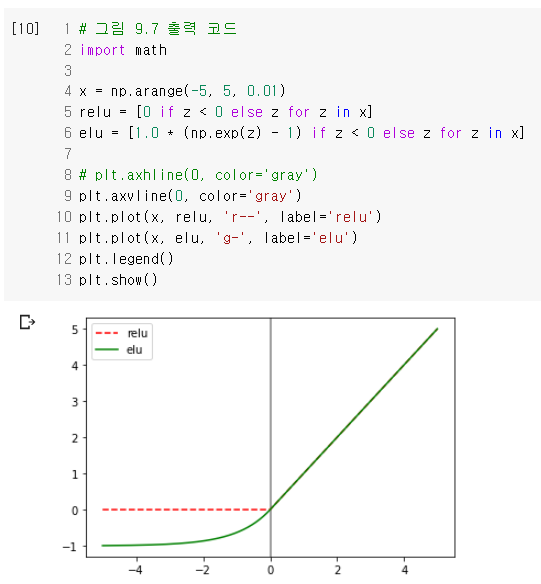 [10] 1 # 그림 9.7 출력 코드
2 import math
3
4 x = np.arange(-5, 5, 0.01)
5 relu = [0 if z < 0 else z for z in x]
6 elu = [1.0 * (np.exp(z) - 1) if z < 0 else z for z in x]
7
8 # plt.axhline(0, color='gray')
9 plt.axvline(0, color='gray')
10 plt.plot(x, relu, 'r--', label='relu')
11 plt.plot(x, elu, 'g-', label='elu')
12 plt.legend()
13 plt.show()
relu
elu
5
4
3
2
1
0
−1
−4 −2 0 2 4